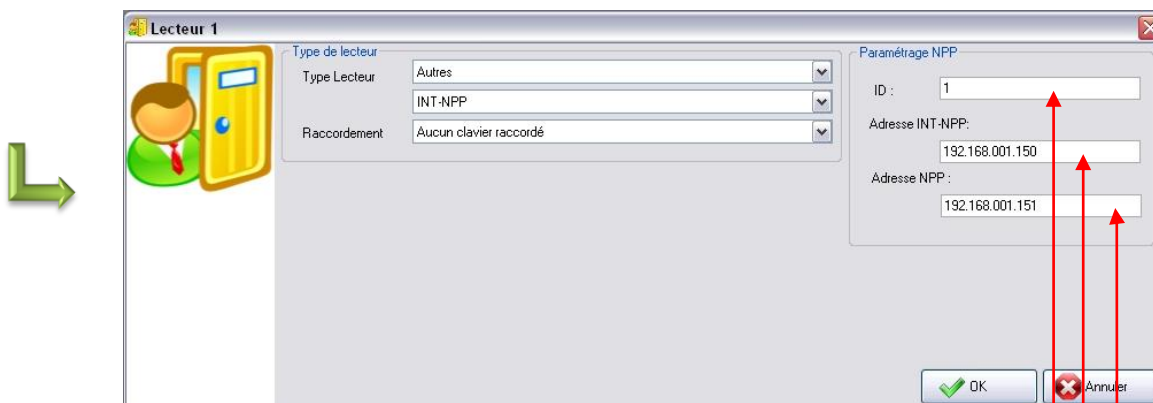 Lecteur 1
Type de lecteur
Type Lecteur
Autres
INT-NPP
Raccordement
Aucun clavier raccordé
Paramétrage NPP
ID :
1
Adresse INT-NPP:
192.168.001.150
Adresse NPP :
192.168.001.151
OK
Annuler